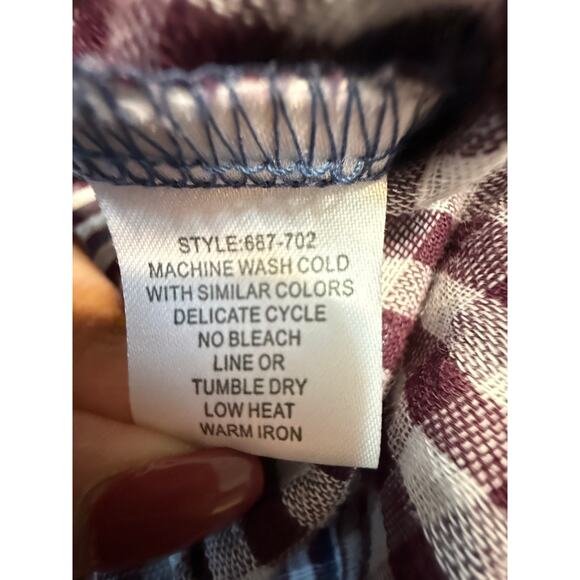 STYLE:687-702
MACHINE WASH COLD
WITH SIMILAR COLORS
DELICATE CYCLE
NO BLEACH
LINE OR
TUMBLE DRY
LOW HEAT
WARM IRON